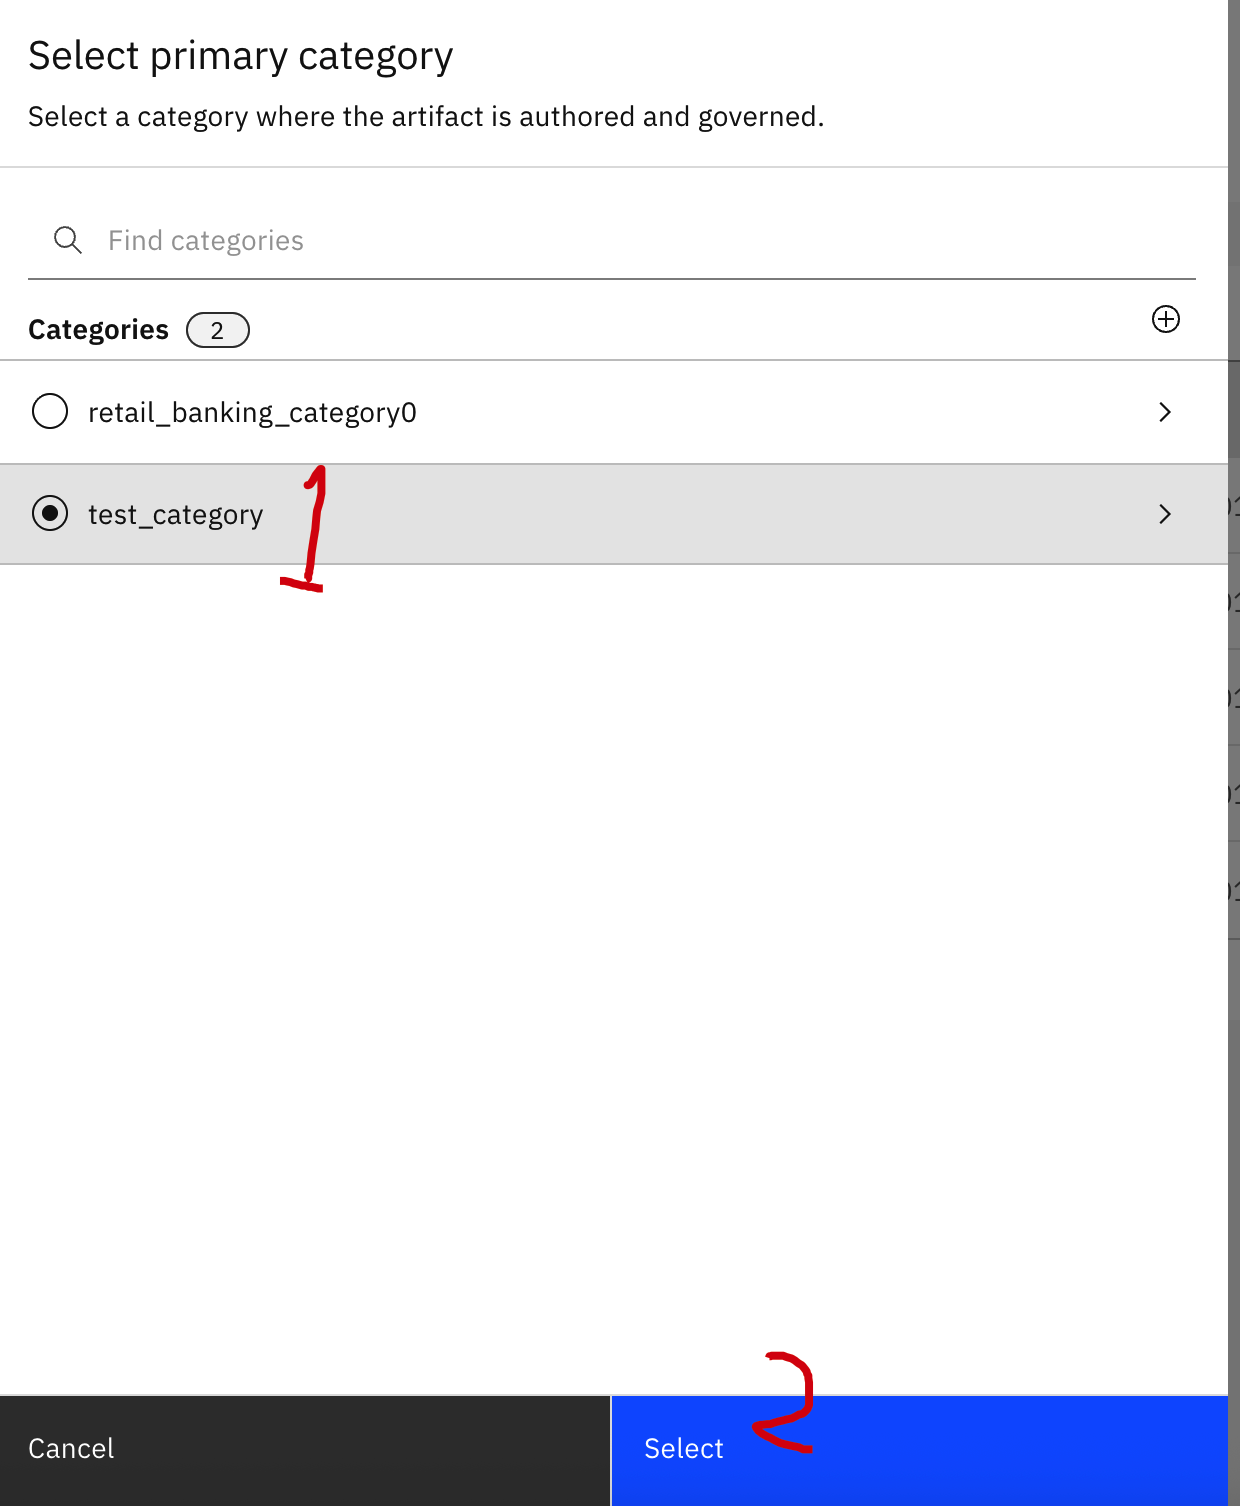 Select primary category
Select a category where the artifact is authored and governed.
Find categories
Categories 2
retail_banking_category0
test_category 1
2
Cancel Select